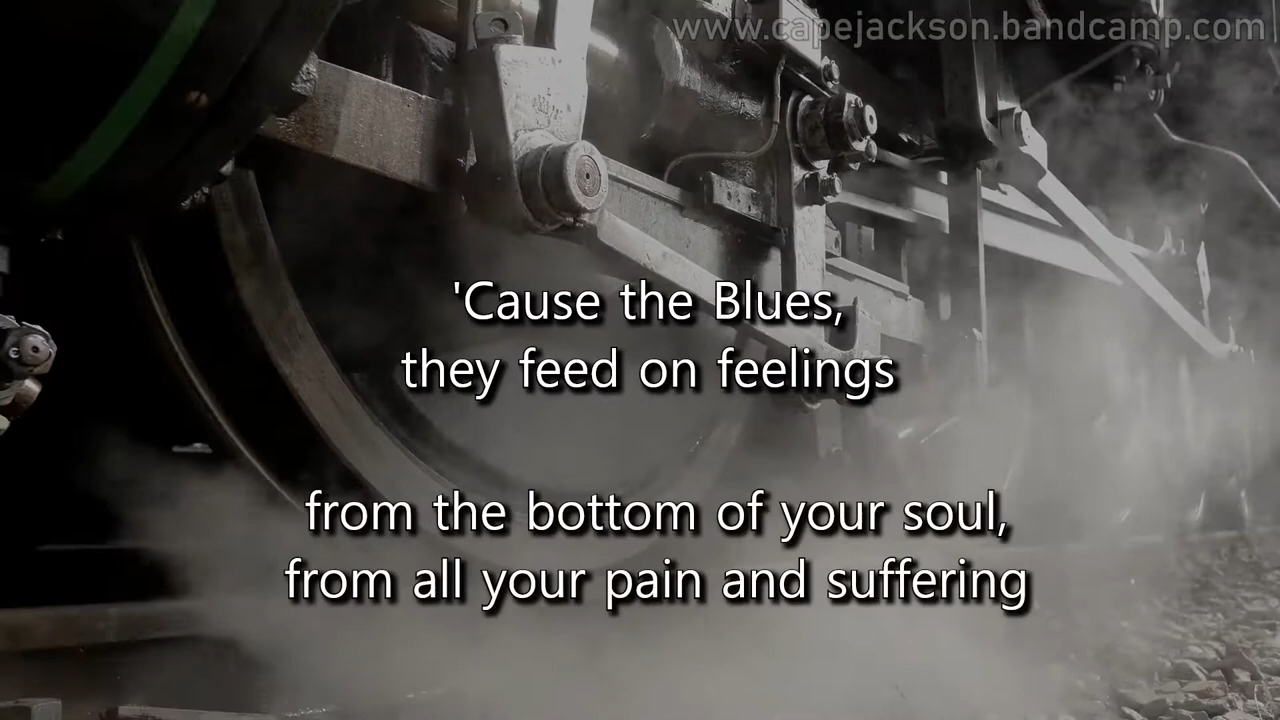 www.capejackson.bandcamp.com
'Cause the Blues,
they feed on feelings
from the bottom of your soul,
from all your pain and suffering